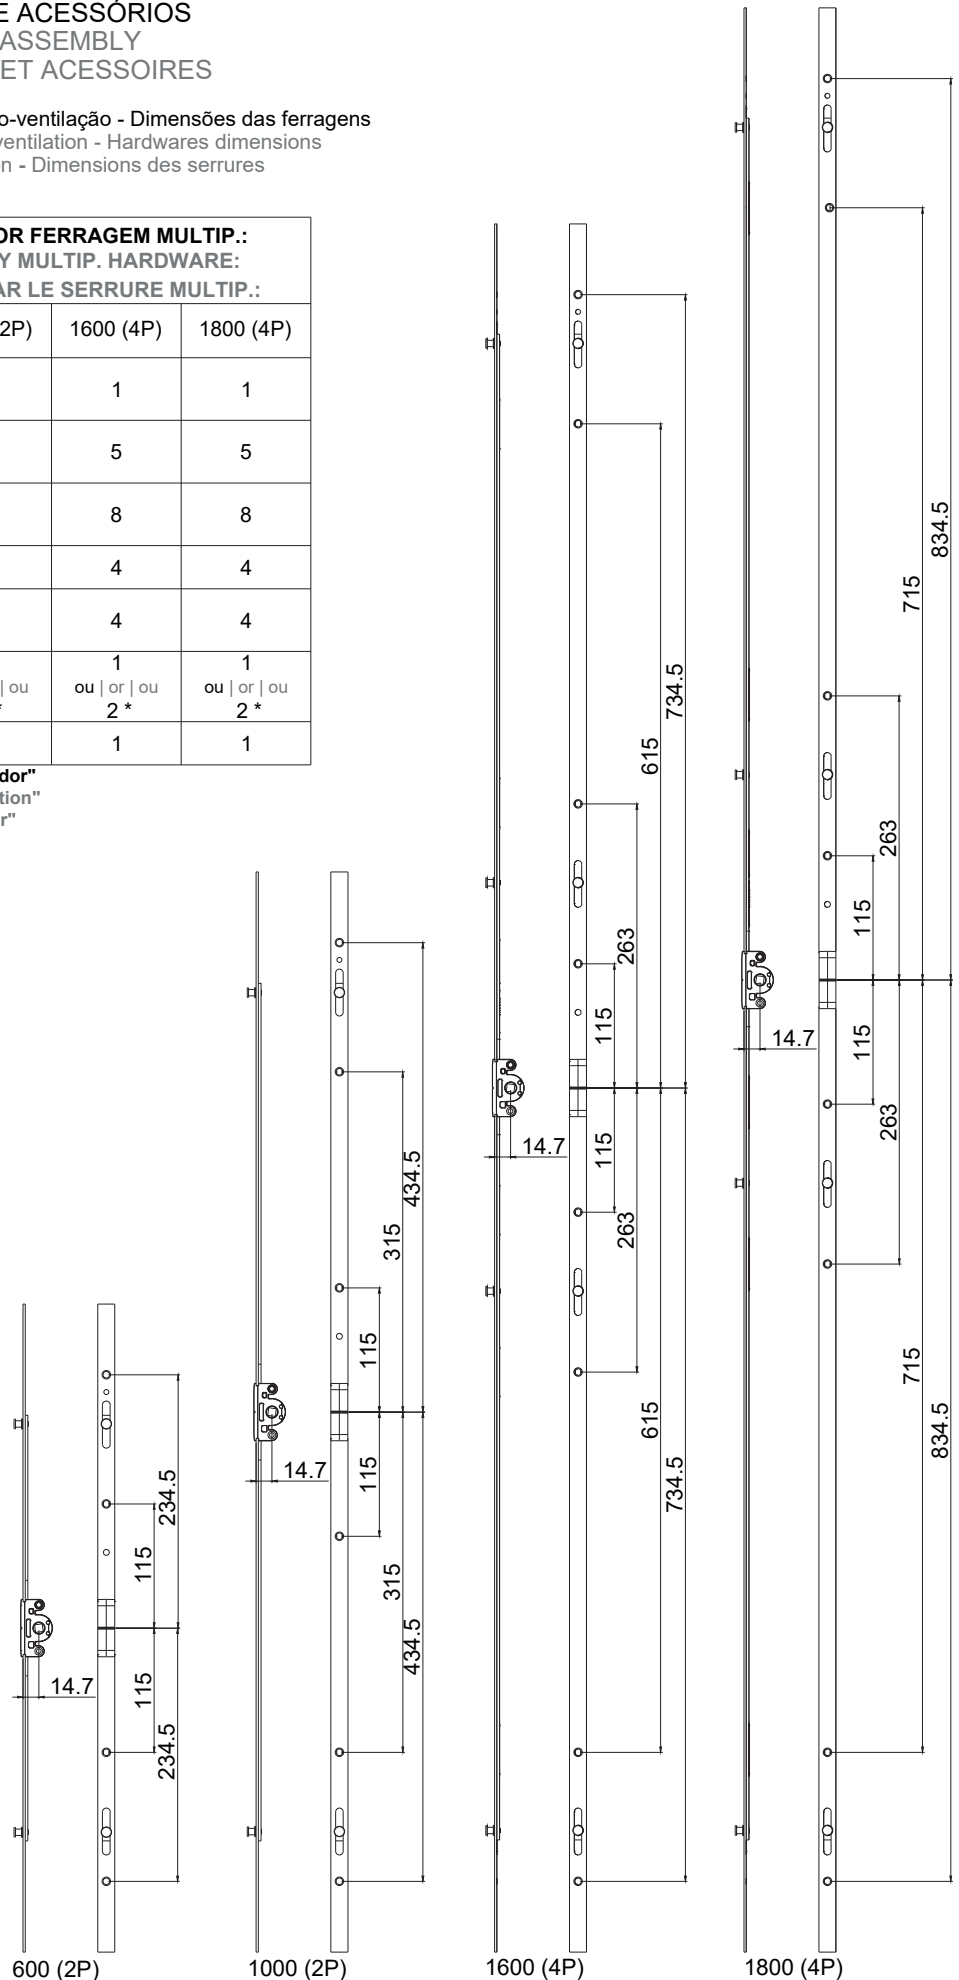 E ACESSÓRIOS
ASSEMBLY
ET ACESSOIRES
o-ventilação - Dimensões das ferragens
ventilation - Hardwares dimensions
n - Dimensions des serrures
OR FERRAGEM MULTIP.:
Y MULTIP. HARDWARE:
AR LE SERRURE MULTIP.:
2P) 1600 (4P) 1800 (4P)
1 1
5 5
8 8
4 4
4 4
1 1
| ou ou | or | ou ou | or | ou
* 2 * 2 *
1 1
dor"
tion"
r"
234.5
115
14.7
115
234.5
600 (2P)
434.5
315
115
14.7
115
315
434.5
1000 (2P)
734.5
615
263
115
14.7
115
263
615
734.5
1600 (4P)
834.5
715
263
115
14.7
115
263
715
834.5
1800 (4P)